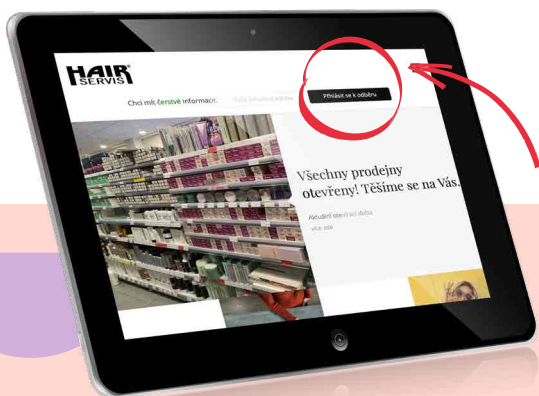 HAIR
SERVIS
Chci mít čerstvé informace:
Přihlásit se k odběru
Všechny prodejny
otevřeny! Těšíme se na Vás.